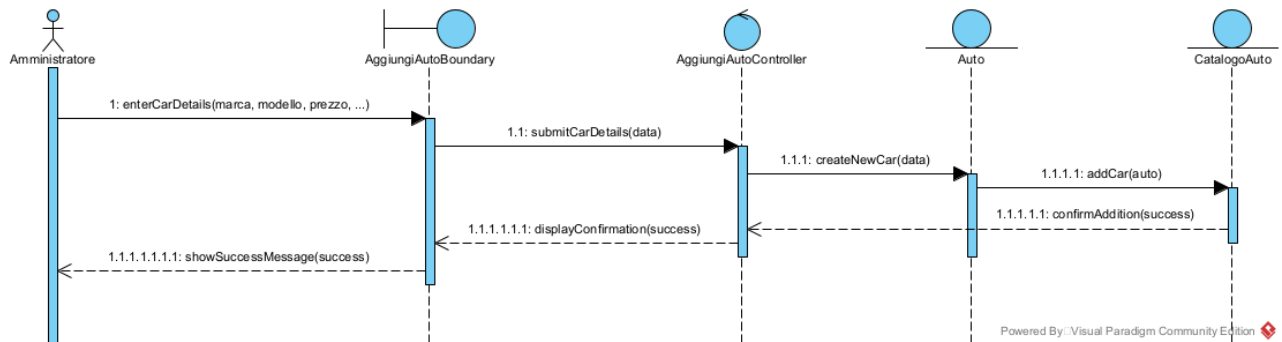 Amministratore
AggiungiAutoBoundary
AggiungiAutoController
Auto
CatalogoAuto
1: enterCarDetails(marca, modello, prezzo, ...)
1.1: submitCarDetails(data)
1.1.1: createNewCar(data)
1.1.1.1: addCar(auto)
1.1.1.1.1: confirmAddition(success)
1.1.1.1.1.1: displayConfirmation(success)
1.1.1.1.1.1.1: showSuccessMessage(success)
Powered By Visual Paradigm Community Edition